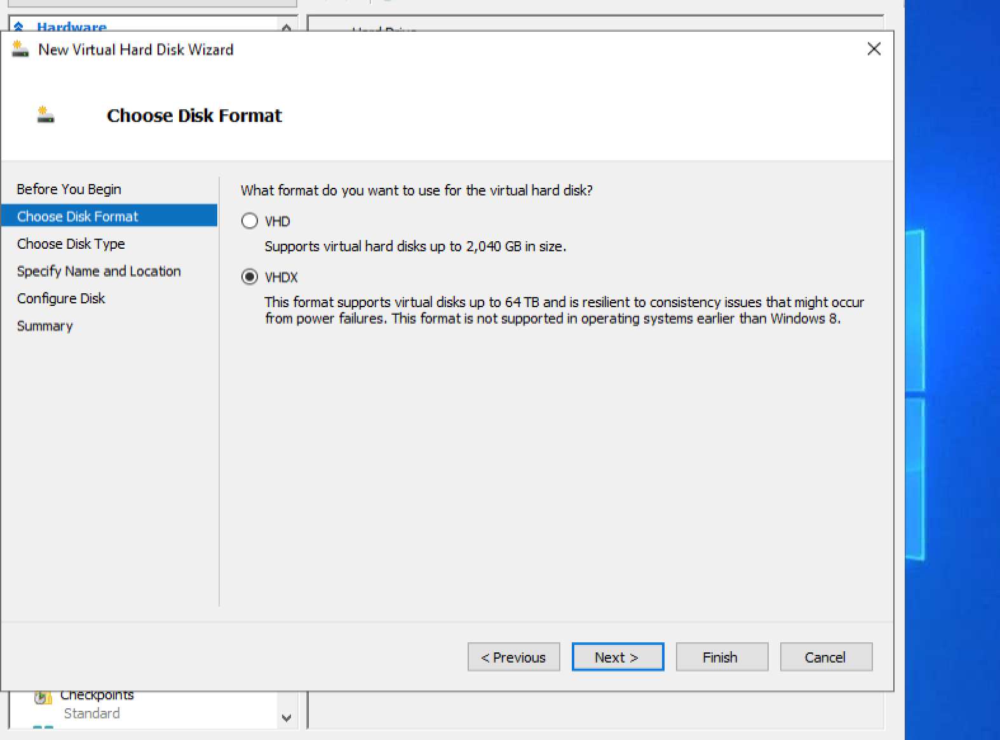 Hardware
Hard Drive
New Virtual Hard Disk Wizard
Choose Disk Format
Before You Begin
Choose Disk Format
Choose Disk Type
Specify Name and Location
Configure Disk
Summary
What format do you want to use for the virtual hard disk?
VHD
Supports virtual hard disks up to 2,040 GB in size.
VHDX
This format supports virtual disks up to 64 TB and is resilient to consistency issues that might occur
from power failures. This format is not supported in operating systems earlier than Windows 8.
< Previous
Next >
Finish
Cancel
Checkpoints
Standard